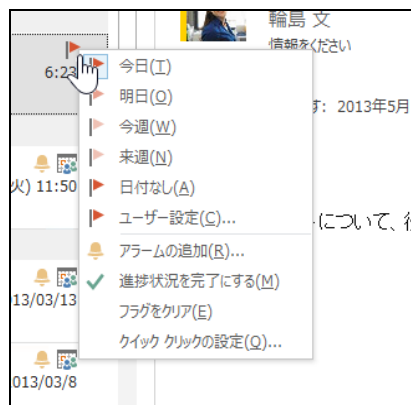 輪島 文
情報をください
6:23
す: 2013年5月
今日(T)
明日(O)
今週(W)
来週(N)
日付なし(A)
ユーザー設定(C)...
アラームの追加(R)...
進捗状況を完了にする(M)
フラグをクリア(E)
クイック クリックの設定(Q)...
火) 11:50
について、
013/03/13
2013/03/8